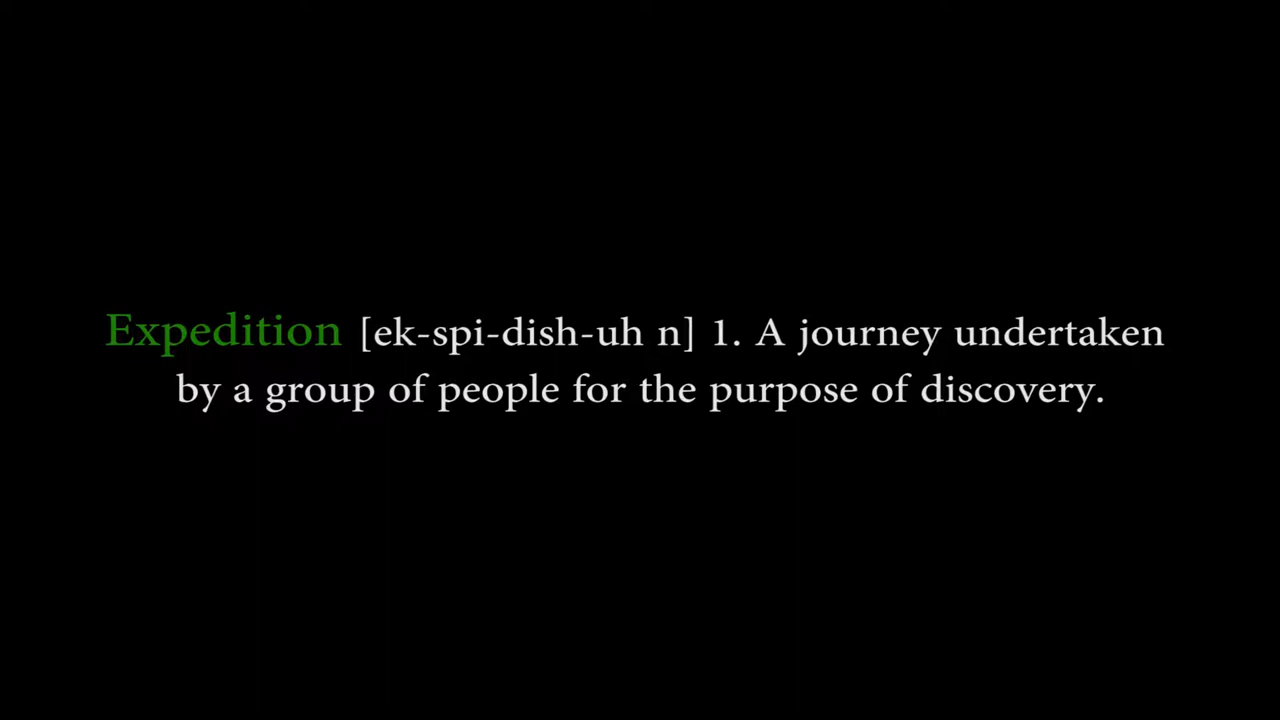 Expedition [ek-spi-dish-uh n] 1. A journey undertaken
by a group of people for the purpose of discovery.